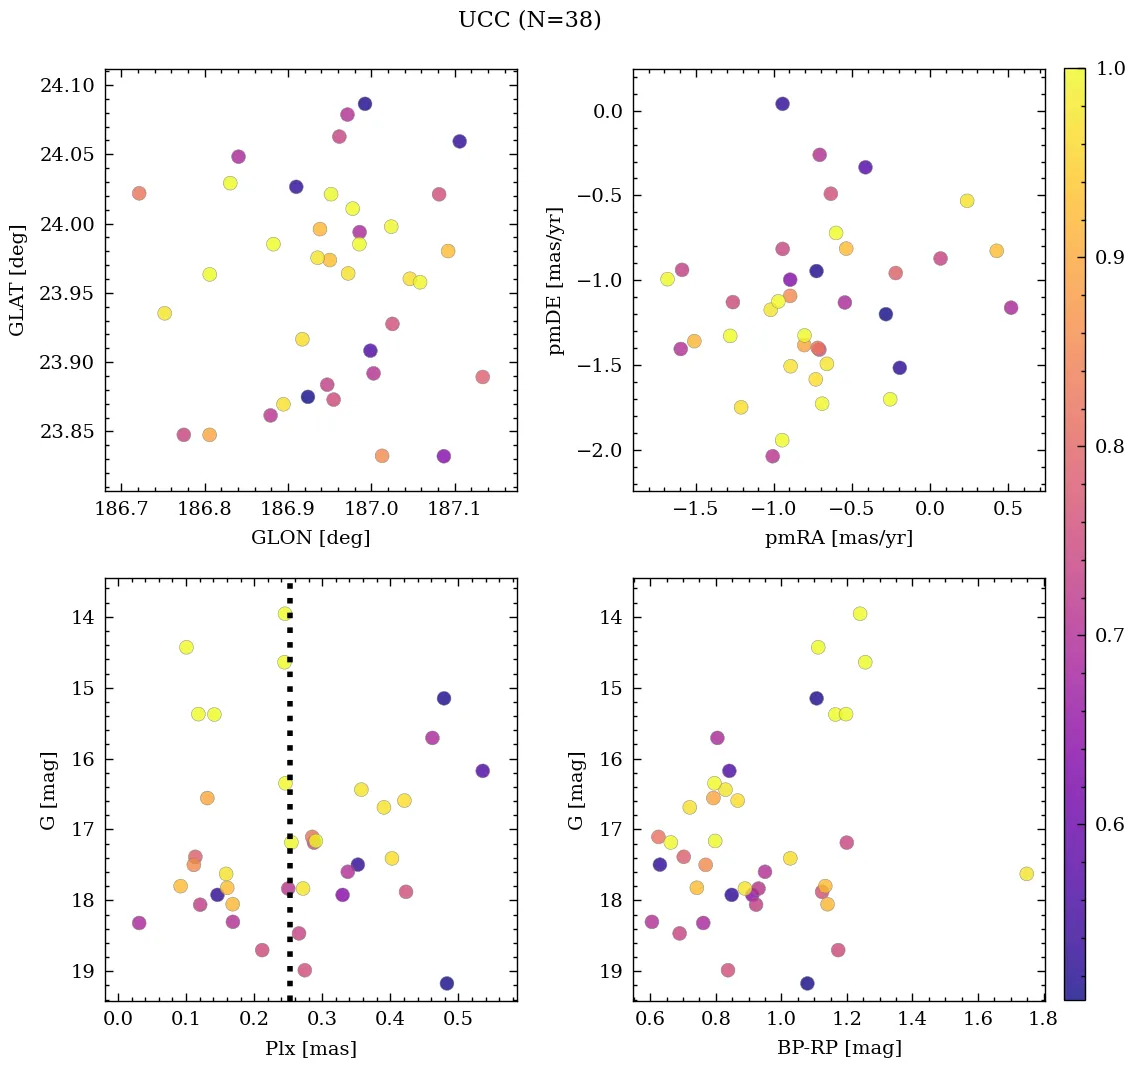 UCC (N=38)
24.10
24.05
24.00
23.95
23.90
23.85
GLAT [deg]
186.7 186.8 186.9 187.0 187.1
GLON [deg]
0.0
−0.5
−1.0
−1.5
−2.0
pmDE [mas/yr]
−1.5 −1.0 −0.5 0.0 0.5
pmRA [mas/yr]
14
15
16
17
18
19
G [mag]
0.0 0.1 0.2 0.3 0.4 0.5
Plx [mas]
14
15
16
17
18
19
G [mag]
0.6 0.8 1.0 1.2 1.4 1.6 1.8
BP-RP [mag]
1.0
0.9
0.8
0.7
0.6